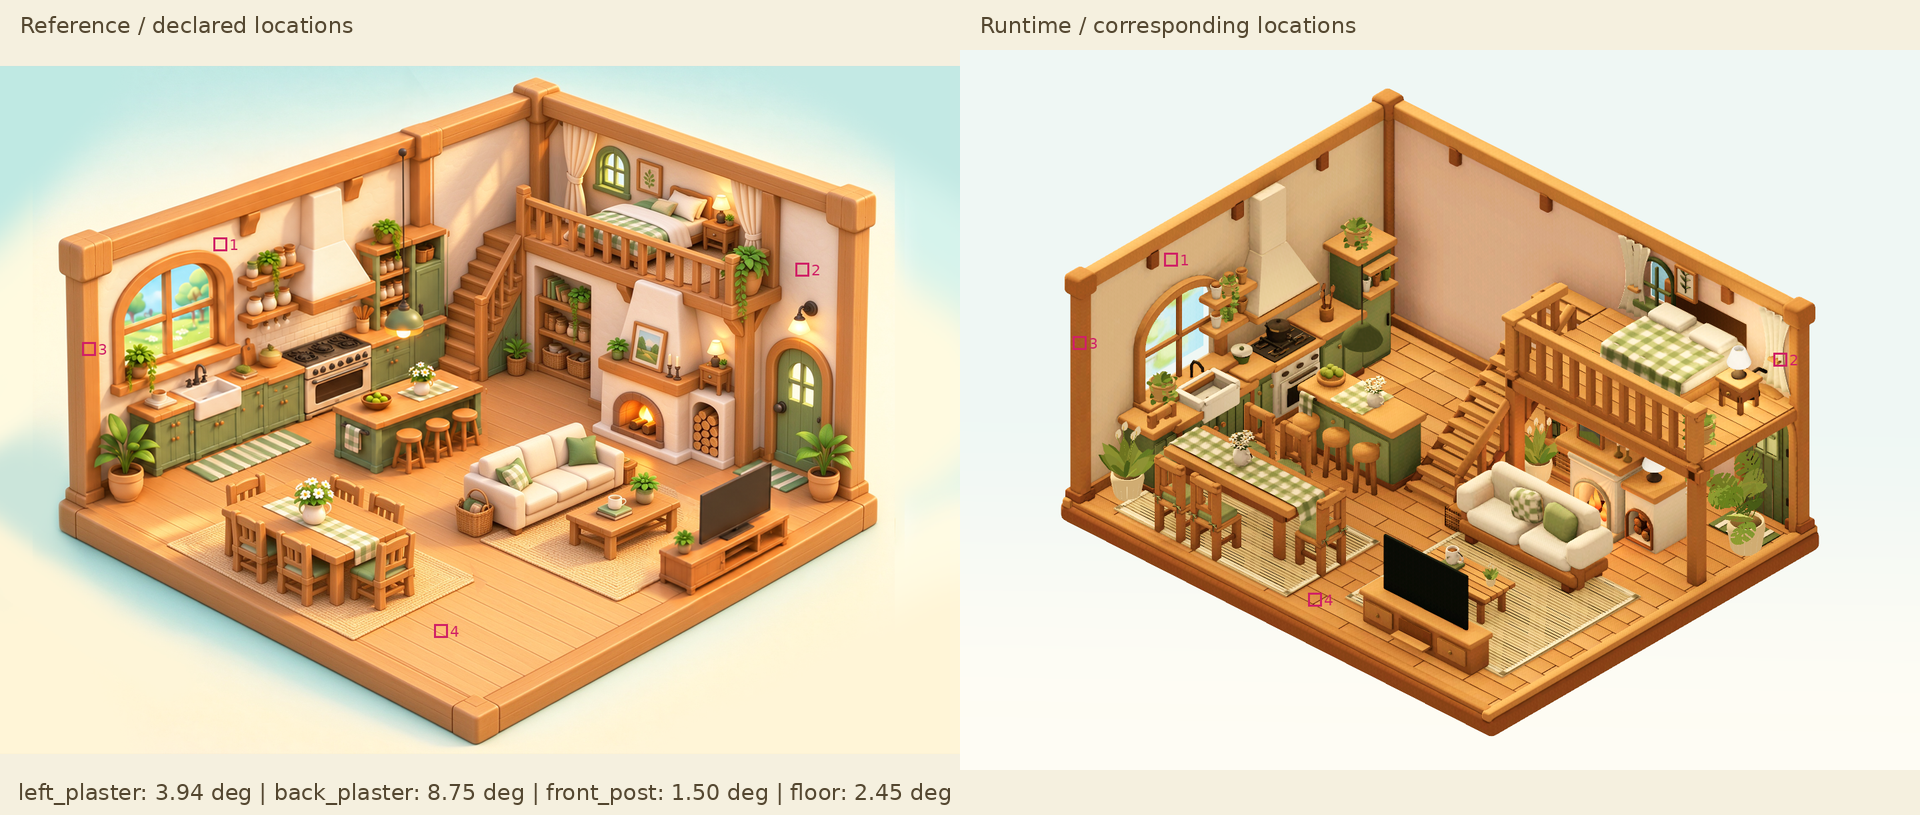 Reference / declared locations
Runtime / corresponding locations
1
2
3
4
1
2
3
4
left_plaster: 3.94 deg | back_plaster: 8.75 deg | front_post: 1.50 deg | floor: 2.45 deg